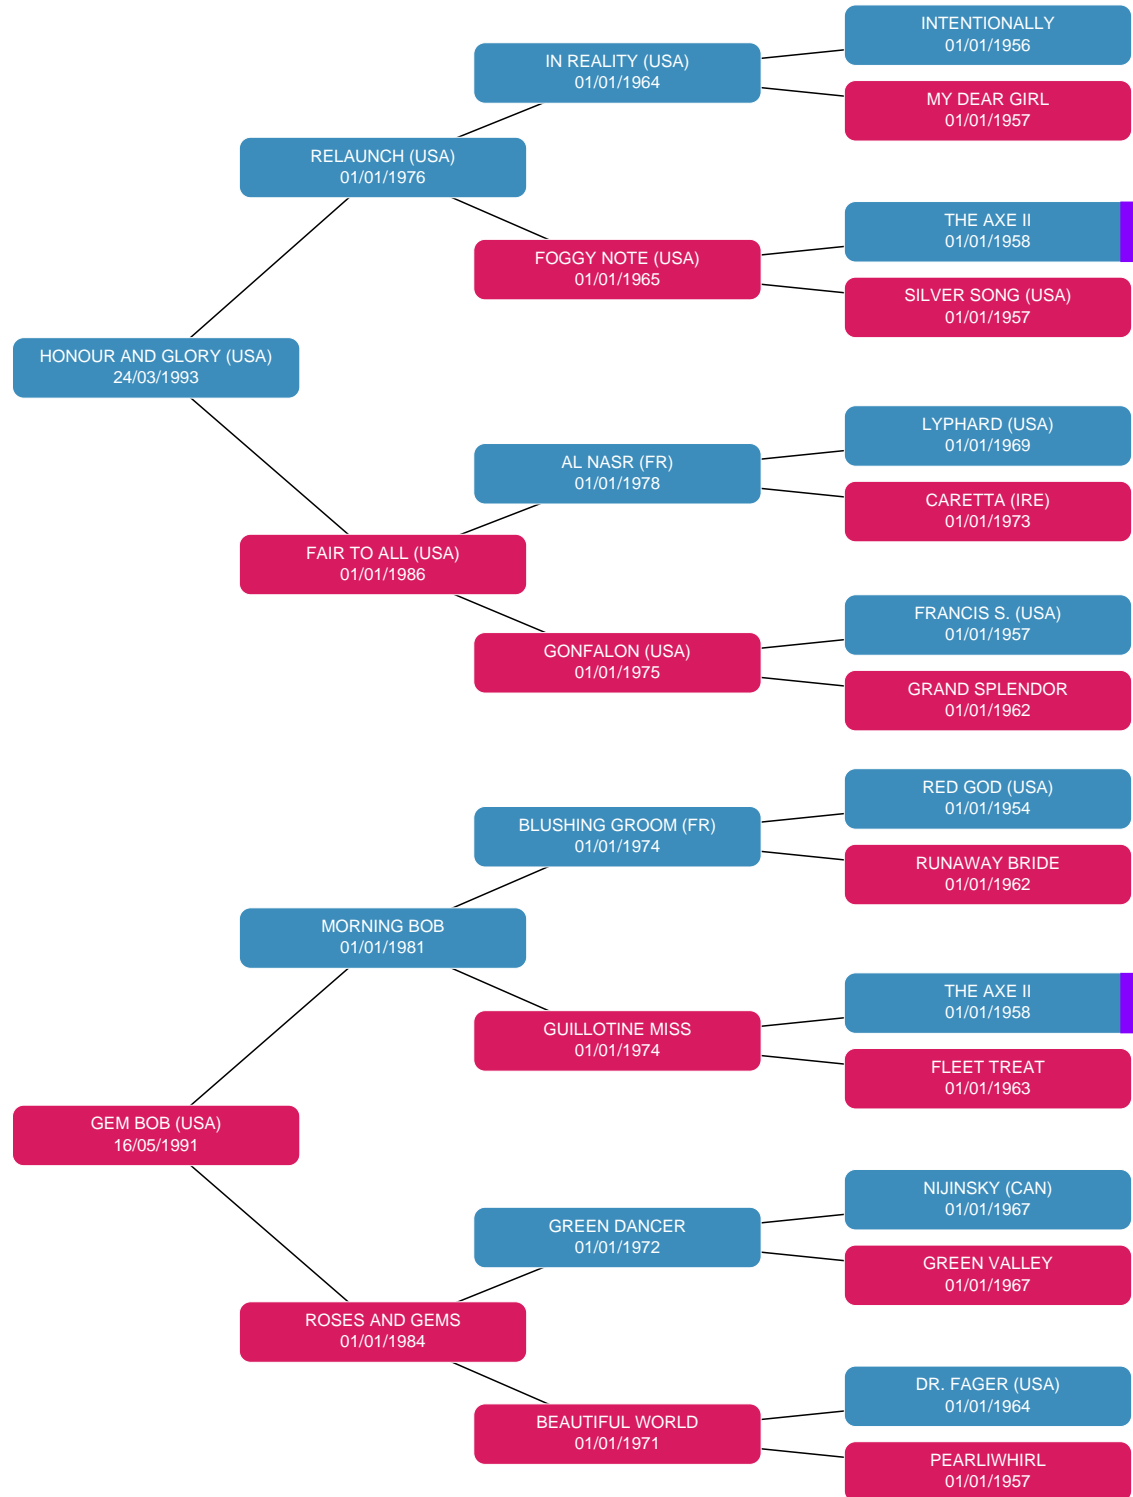 INTENTIONALLY
01/01/1956
IN REALITY (USA)
01/01/1964
MY DEAR GIRL
01/01/1957
RELAUNCH (USA)
01/01/1976
THE AXE II
01/01/1958
FOGGY NOTE (USA)
01/01/1965
SILVER SONG (USA)
01/01/1957
HONOUR AND GLORY (USA)
24/03/1993
LYPHARD (USA)
01/01/1969
AL NASR (FR)
01/01/1978
CARETTA (IRE)
01/01/1973
FAIR TO ALL (USA)
01/01/1986
FRANCIS S. (USA)
01/01/1957
GONFALON (USA)
01/01/1975
GRAND SPLENDOR
01/01/1962
RED GOD (USA)
01/01/1954
BLUSHING GROOM (FR)
01/01/1974
RUNAWAY BRIDE
01/01/1962
MORNING BOB
01/01/1981
THE AXE II
01/01/1958
GUILLOTINE MISS
01/01/1974
FLEET TREAT
01/01/1963
GEM BOB (USA)
16/05/1991
NIJINSKY (CAN)
01/01/1967
GREEN DANCER
01/01/1972
GREEN VALLEY
01/01/1967
ROSES AND GEMS
01/01/1984
DR. FAGER (USA)
01/01/1964
BEAUTIFUL WORLD
01/01/1971
PEARLIWHIRL
01/01/1957